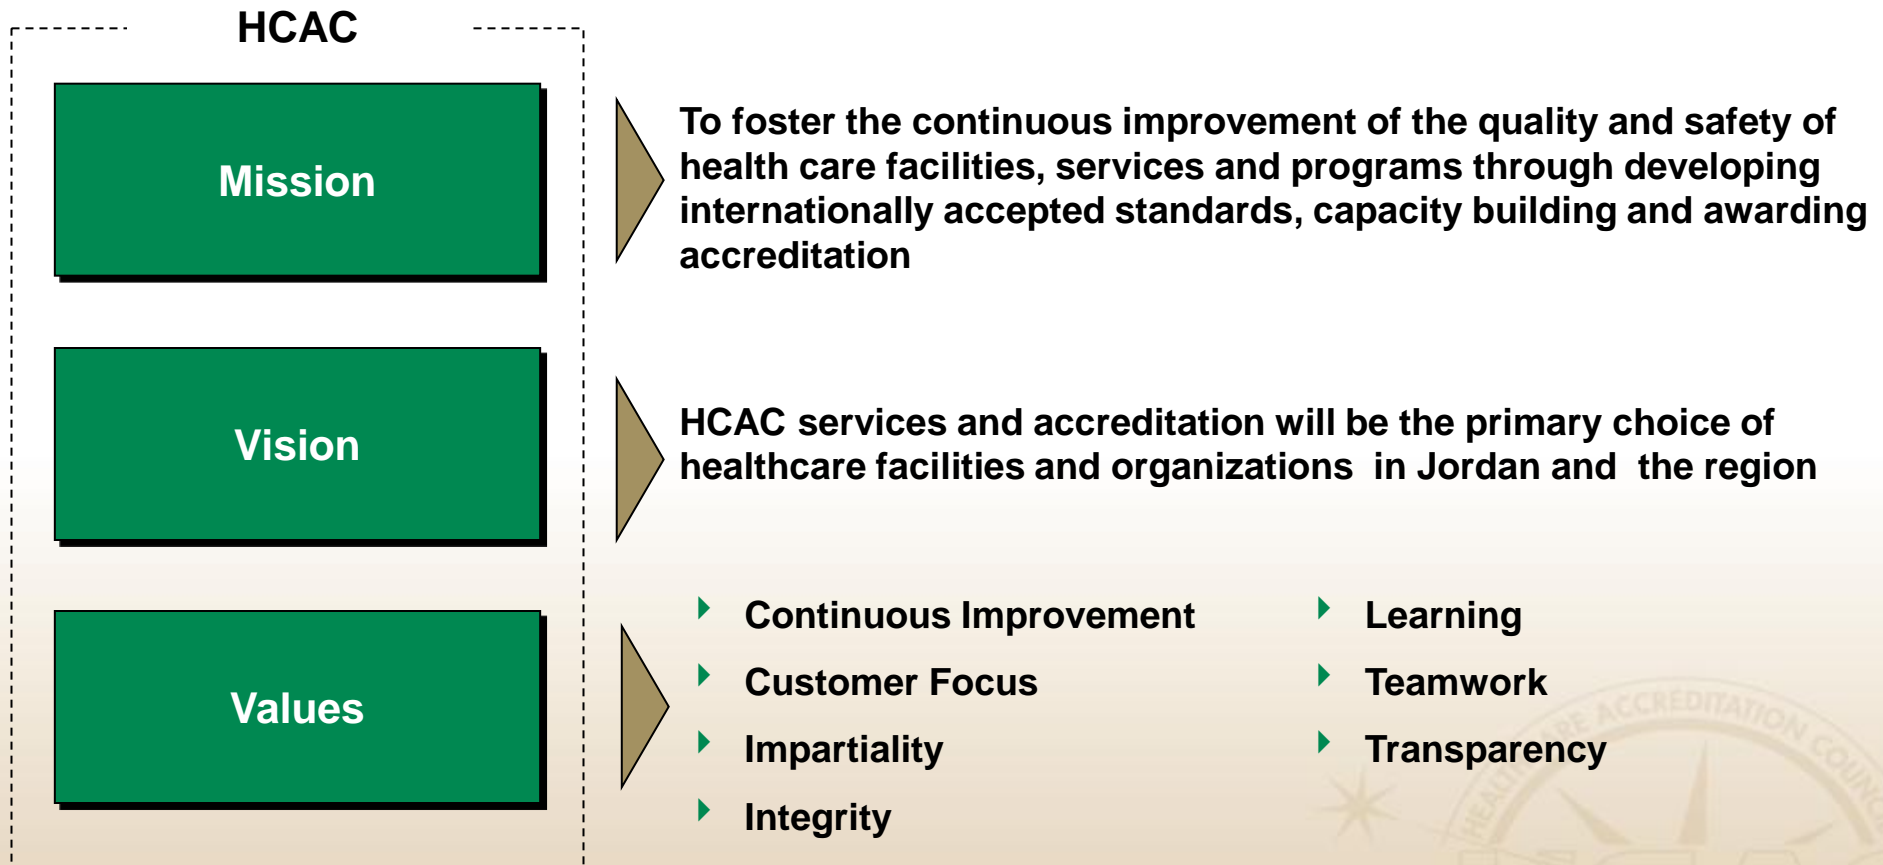 HCAC
Mission
To foster the continuous improvement of the quality and safety of
health care facilities, services and programs through developing
internationally accepted standards, capacity building and awarding
accreditation
Vision
HCAC services and accreditation will be the primary choice of
healthcare facilities and organizations in Jordan and the region
Values
Continuous Improvement
Customer Focus
Impartiality
Integrity
Learning
Teamwork
Transparency